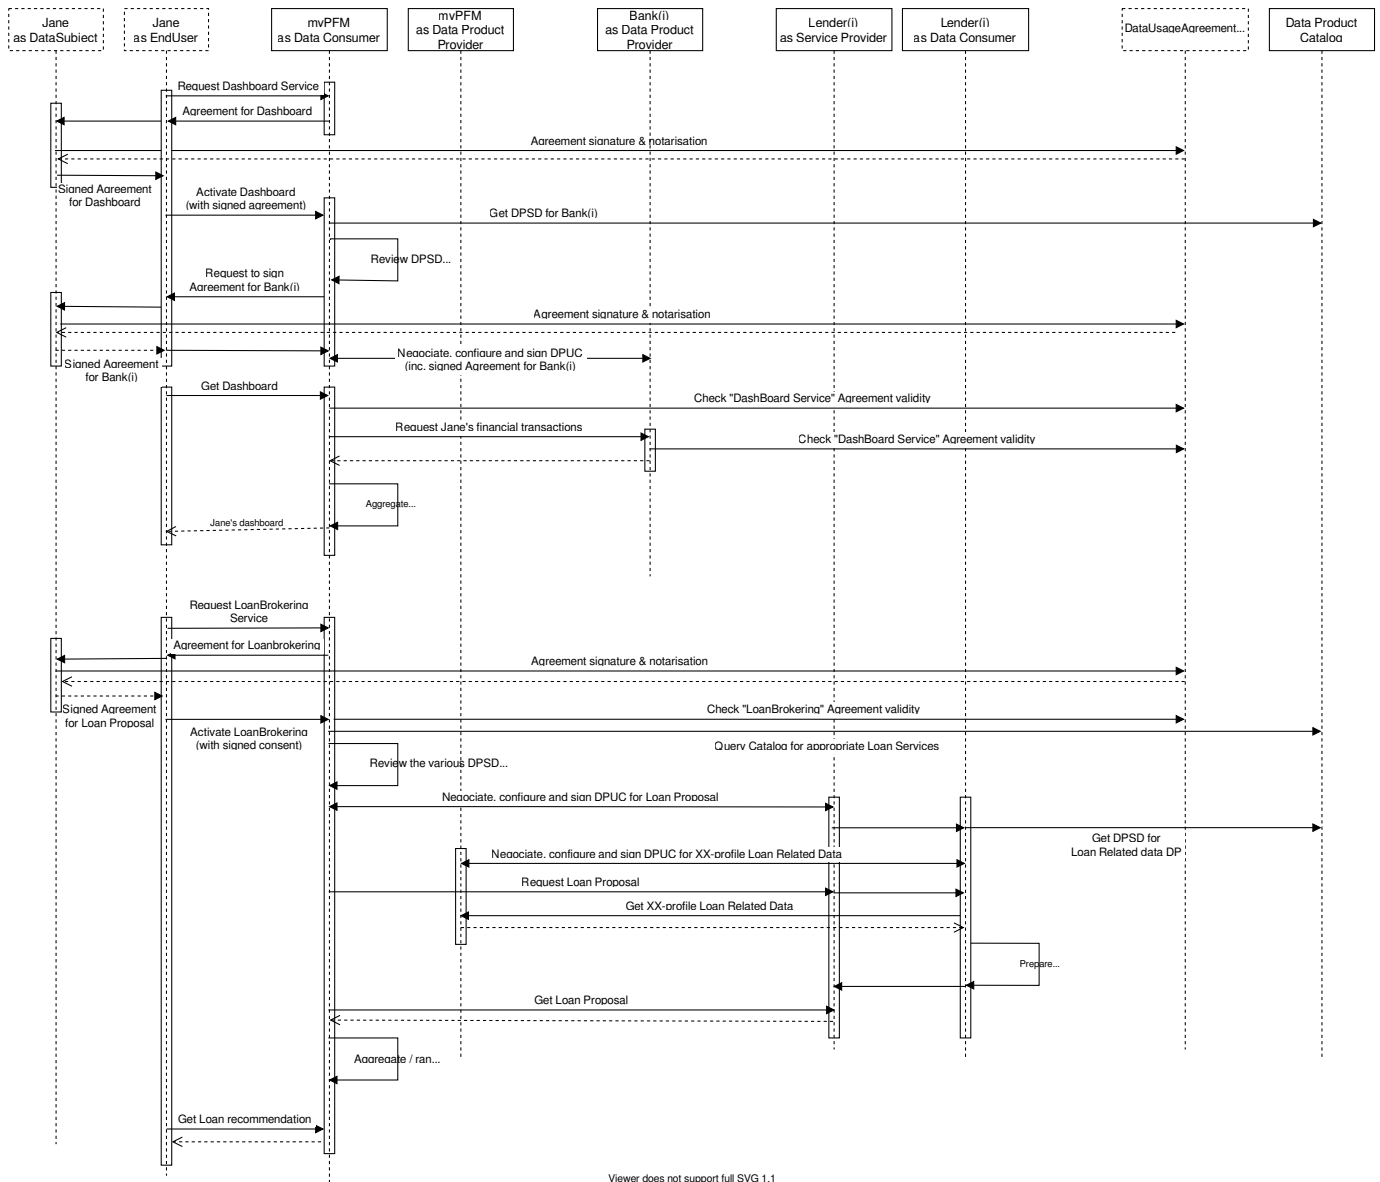 Jane
as DataSubject
Jane
as EndUser
myPFM
as Data Consumer
myPFM
as Data Product
Provider
Bank(i)
as Data Product
Provider
Lender(j)
as Service Provider
Lender(j)
as Data Consumer
DataUsageAgreement...
Data Product
Catalog
Request Dashboard Service
Agreement for Dashboard
Agreement signature & notarisation
Signed Agreement
for Dashboard
Activate Dashboard
(with signed agreement)
Get DPSD for Bank(i)
Review DPSD...
Request to sign
Agreement for Bank(i)
Agreement signature & notarisation
Signed Agreement
for Bank(i)
Negociate, configure and sign DPUC
(inc. signed Agreement for Bank(i)
Get Dashboard
Check "DashBoard Service" Agreement validity
Request Jane's financial transactions
Check "DashBoard Service" Agreement validity
Aggregate...
Jane's dashboard
Request LoanBrokering
Service
Agreement for Loanbrokering
Agreement signature & notarisation
Signed Agreement
for Loan Proposal
Check "LoanBrokering" Agreement validity
Activate LoanBrokering
(with signed consent)
Query Catalog for appropriate Loan Services
Review the various DPSD...
Negociate, configure and sign DPUC for Loan Proposal
Get DPSD for
Loan Related data DP
Negociate, configure and sign DPUC for XX-profile Loan Related Data
Request Loan Proposal
Get XX-profile Loan Related Data
Prepare...
Get Loan Proposal
Aggregate / ran...
Get Loan recommendation
Viewer does not support full SVG 1.1